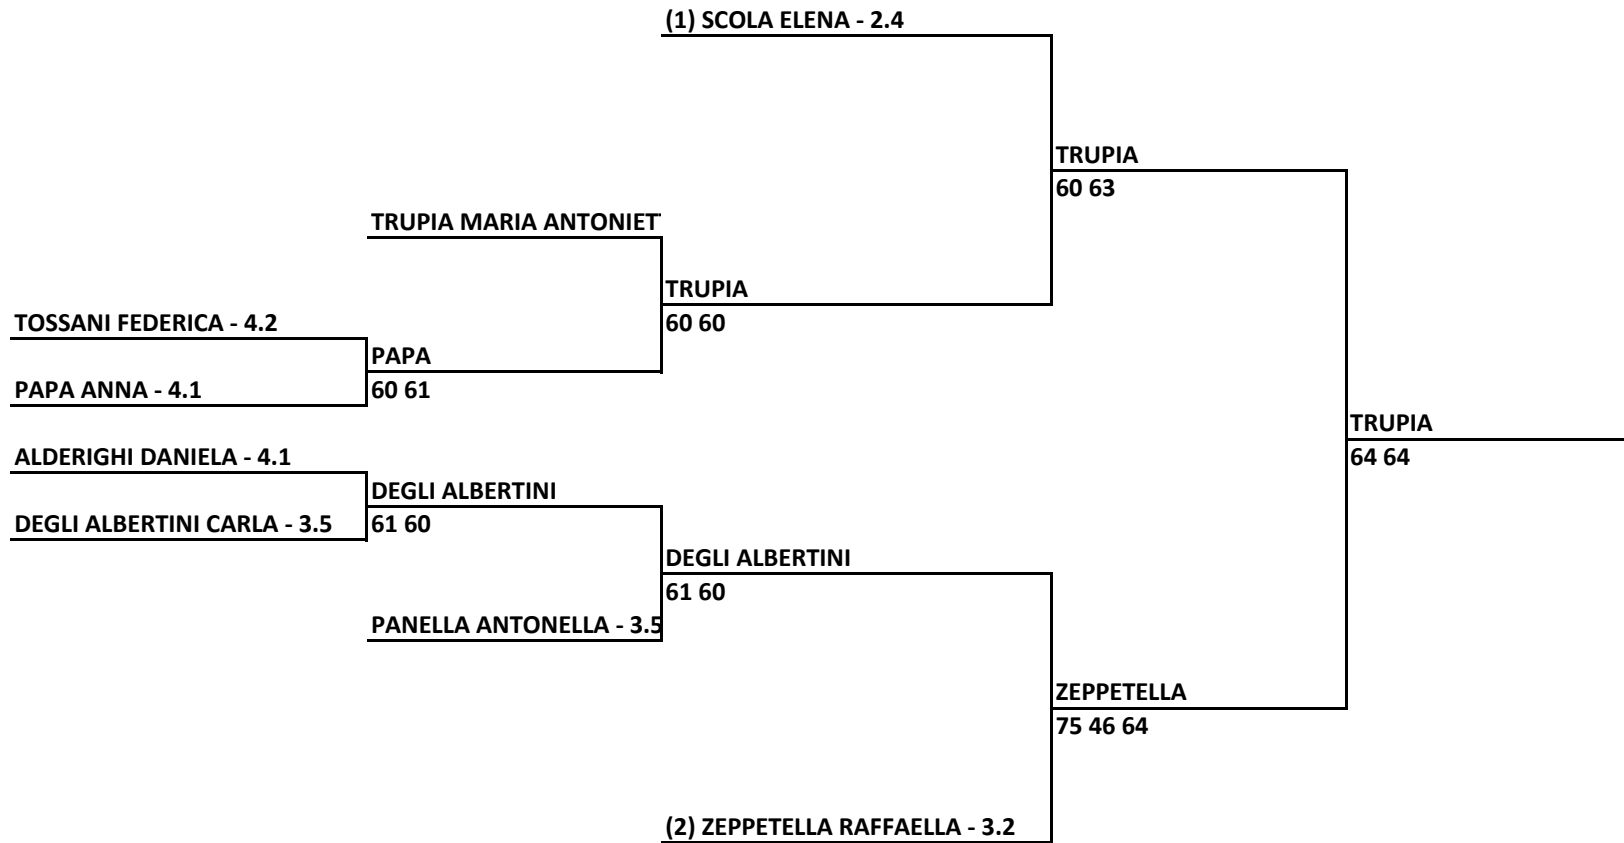 (1) SCOLA ELENA - 2.4
TRUPIA
60 63
TRUPIA MARIA ANTONIET
TRUPIA
60 60
TOSSANI FEDERICA - 4.2
PAPA
60 61
PAPA ANNA - 4.1
TRUPIA
64 64
ALDERIGHI DANIELA - 4.1
DEGLI ALBERTINI
61 60
DEGLI ALBERTINI CARLA - 3.5
DEGLI ALBERTINI
61 60
PANELLA ANTONELLA - 3.5
ZEPPETELLA
75 46 64
(2) ZEPPETELLA RAFFAELLA - 3.2